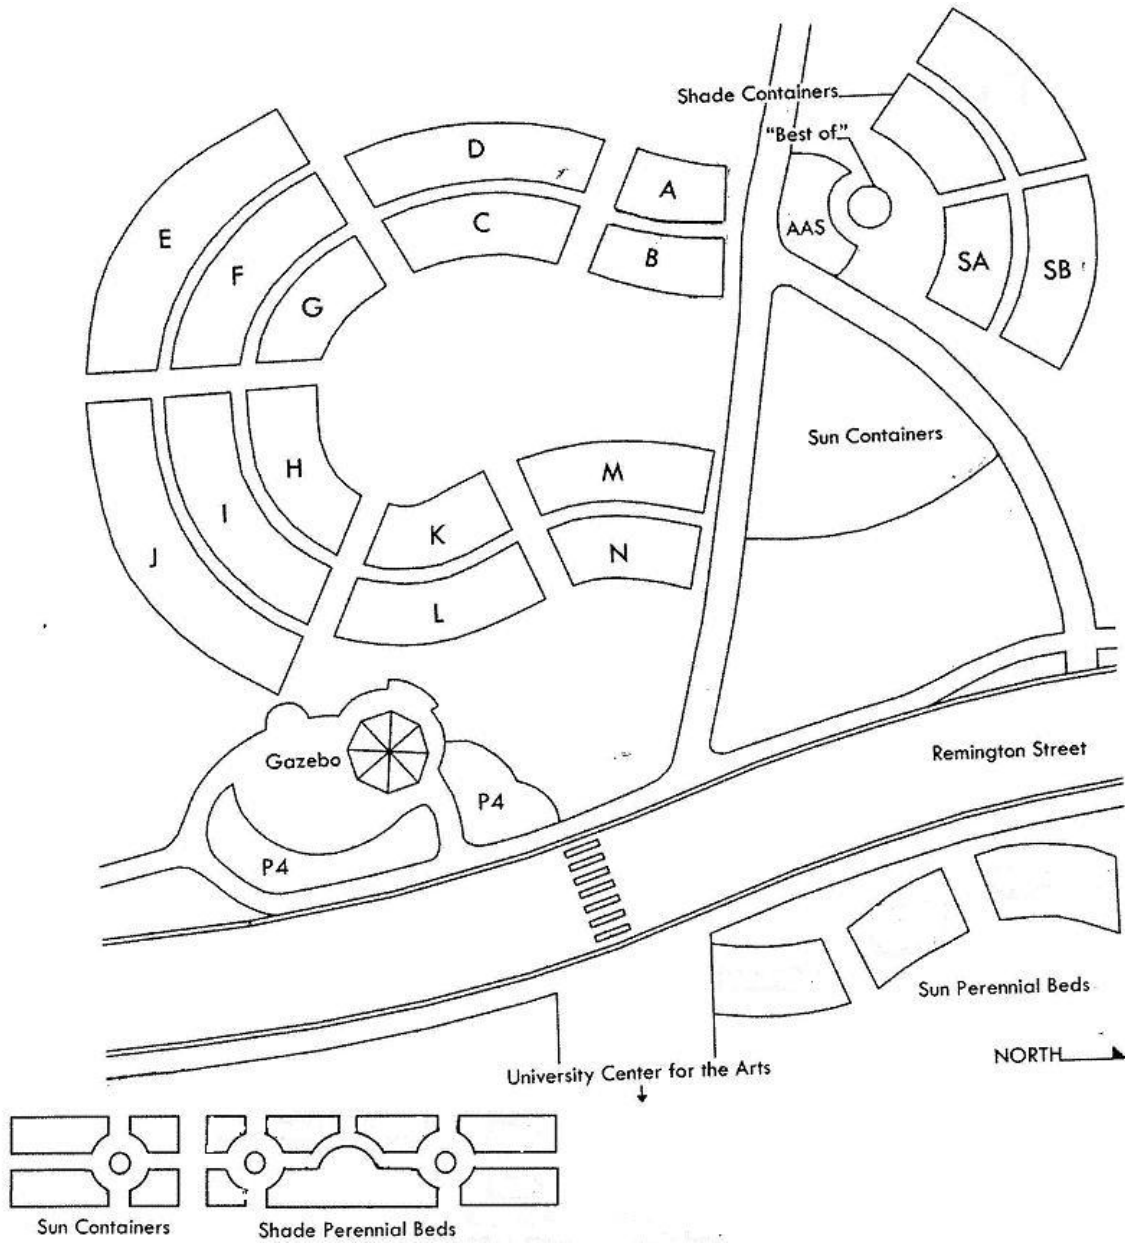 Shade Containers
"Best of"
D
A
E
C
AAS
F
B
SA
SB
G
Sun Containers
H
M
I
K
N
J
L
Gazebo
Remington Street
P4
P4
Sun Perennial Beds
NORTH
University Center for the Arts
Sun Containers
Shade Perennial Beds